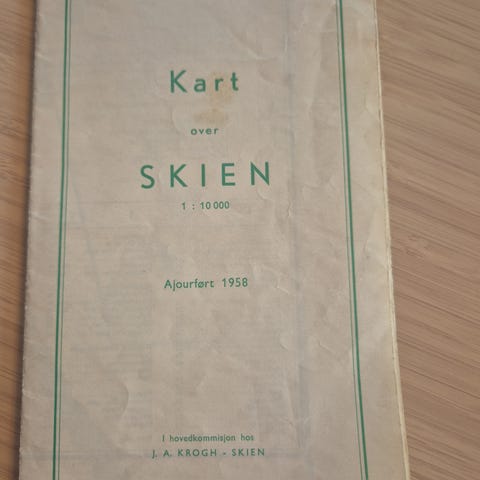 Kart
over
SKIEN
1 : 10 000
Ajourført 1958
I hovedkommisjon hos
J. A. KROGH - SKIEN